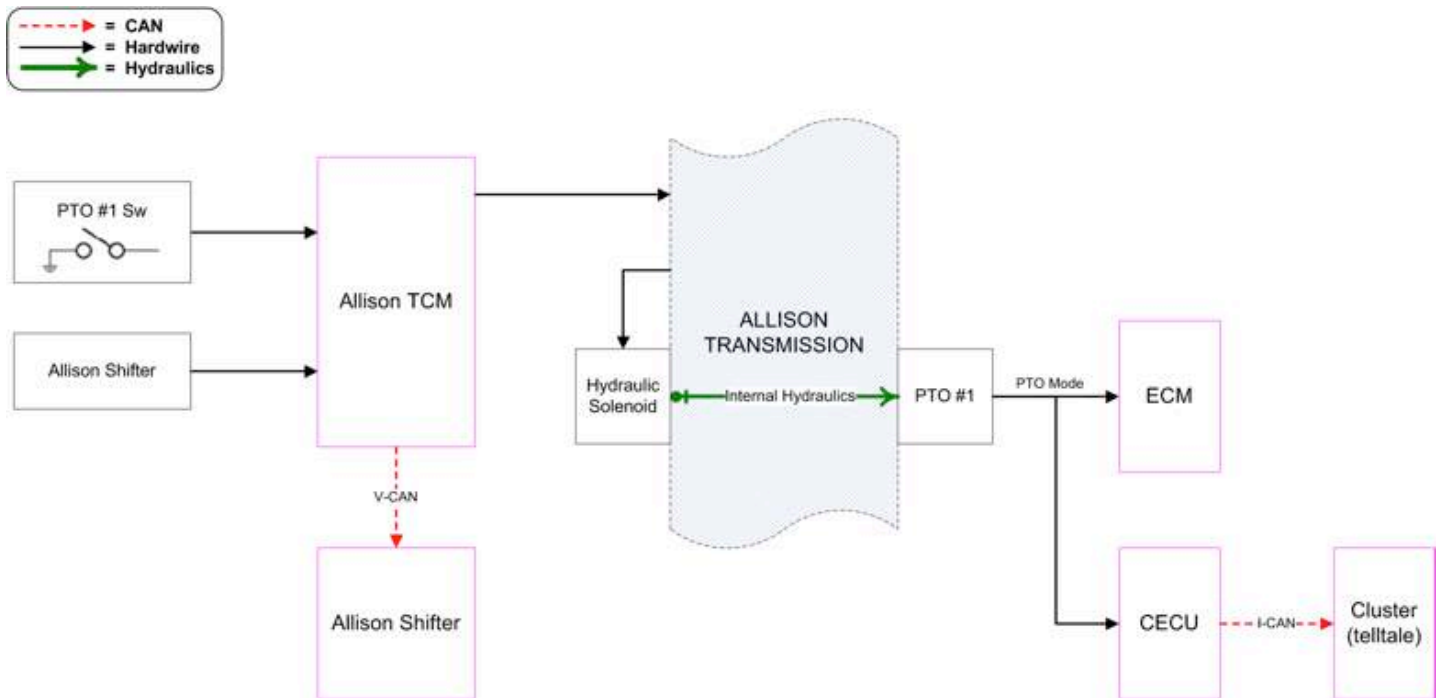 = CAN
= Hardwire
= Hydraulics
PTO #1 Sw
Allison TCM
Allison Shifter
ALLISON
TRANSMISSION
Hydraulic
Solenoid
Internal Hydraulics
PTO #1
PTO Mode
ECM
V-CAN
Allison Shifter
CECU
I-CAN
Cluster
(telltale)